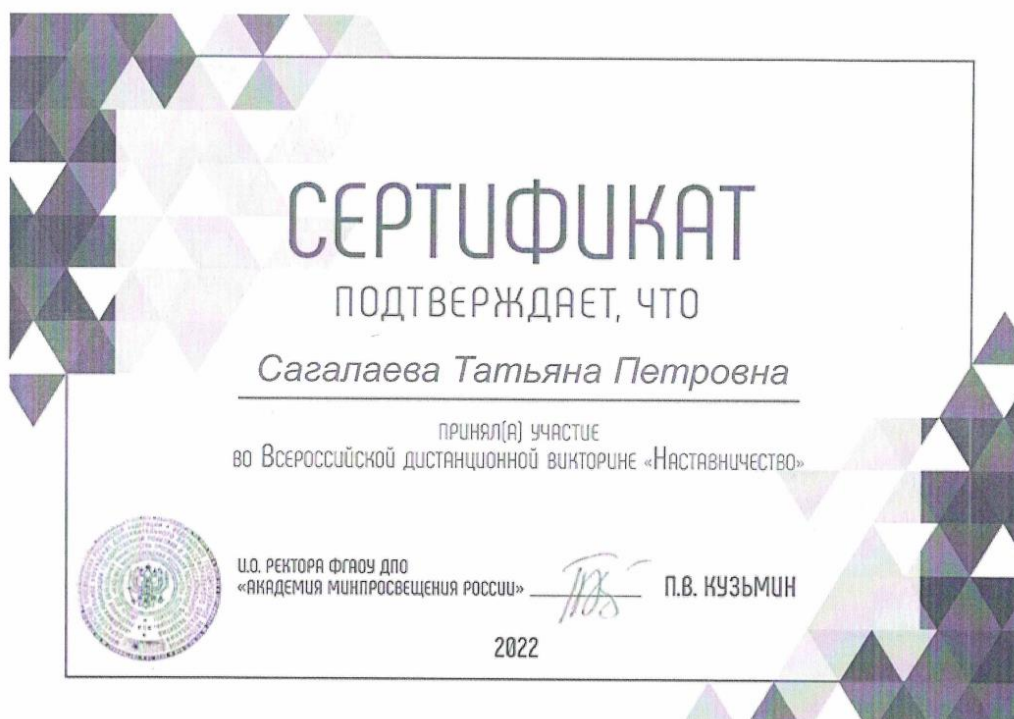 СЕРТИФИКАТ
ПОДТВЕРЖДАЕТ, ЧТО
Сагалаева Татьяна Петровна
ПРИНЯЛ(А) УЧАСТИЕ
ВО ВСЕРОССИЙСКОЙ ДИСТАНЦИОННОЙ ВИКТОРИНЕ «НАСТАВНИЧЕСТВО»
И.О. РЕКТОРА ФГАОУ ДПО
«АКАДЕМИЯ МИНПРОСВЕЩЕНИЯ РОССИИ»
П.В. КУЗЬМИН
2022